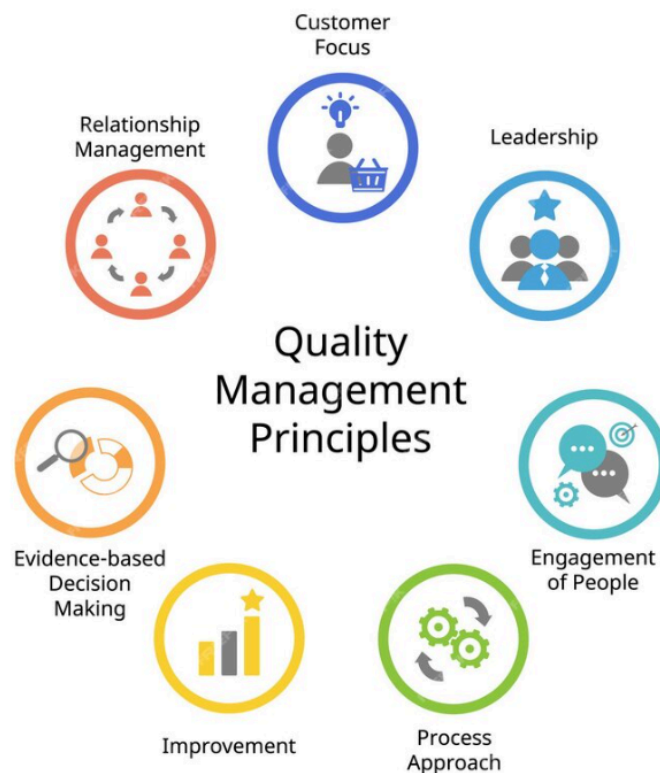 Customer
Focus
Leadership
Engagement
of People
Process
Approach
Improvement
Evidence-based
Decision
Making
Relationship
Management
Quality
Management
Principles